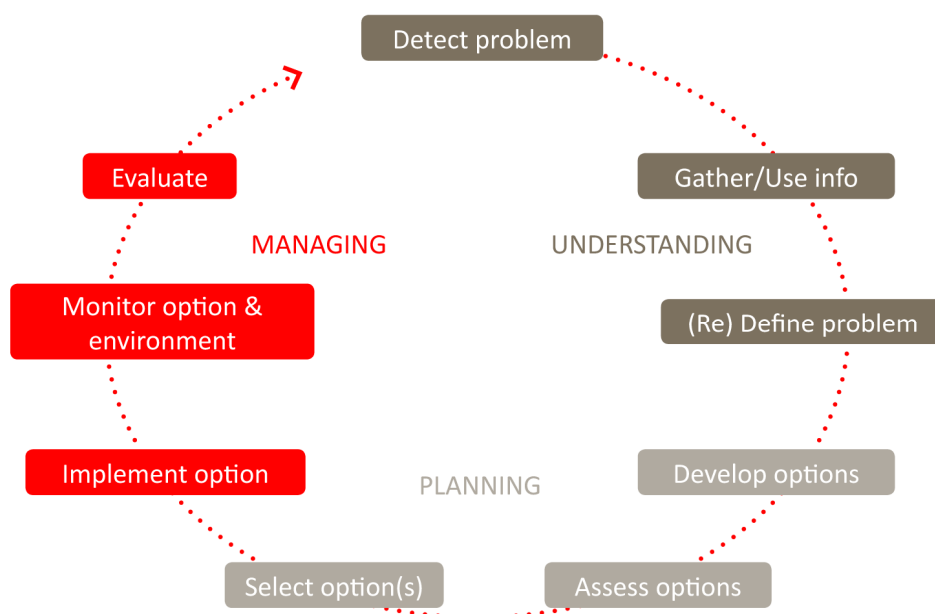 Detect problem
Evaluate
Gather/Use info
MANAGING
UNDERSTANDING
Monitor option &
environment
(Re) Define problem
Implement option
PLANNING
Develop options
Select option(s)
Assess options